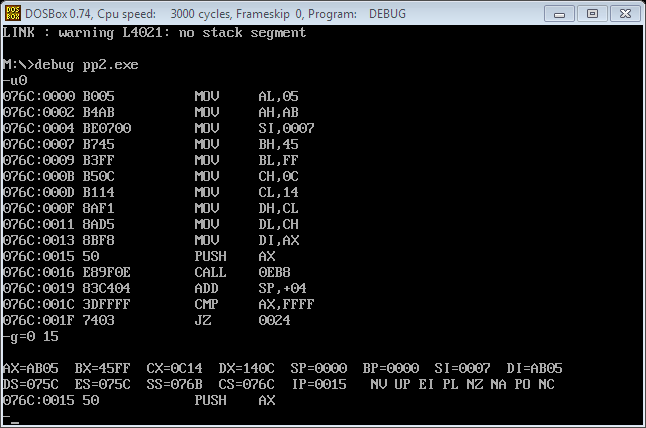 DOSBox 0.74, Cpu speed:    3000 cycles, Frameskip  0, Program:    DEBUG
LINK : warning L4021: no stack segment
M:\>debug pp2.exe
-u0
076C:0000 B005          MOV     AL,05
076C:0002 B4AB          MOV     AH,AB
076C:0004 BE0700        MOV     SI,0007
076C:0007 B745          MOV     BH,45
076C:0009 B3FF          MOV     BL,FF
076C:000B B50C          MOV     CH,0C
076C:000D B114          MOV     CL,14
076C:000F 8AF1          MOV     DH,CL
076C:0011 8AD5          MOV     DL,CH
076C:0013 8BF8          MOV     DI,AX
076C:0015 50            PUSH    AX
076C:0016 E89F0E        CALL    0EB8
076C:0019 83C404        ADD     SP,+04
076C:001C 3DFFFF        CMP     AX,FFFF
076C:001F 7403          JZ      0024
-g=0 15
AX=AB05  BX=45FF  CX=0C14  DX=140C  SP=0000  BP=0000  SI=0007  DI=AB05
DS=075C  ES=075C  SS=076B  CS=076C  IP=0015   NV UP EI PL NZ NA PO NC
076C:0015 50            PUSH    AX
-_